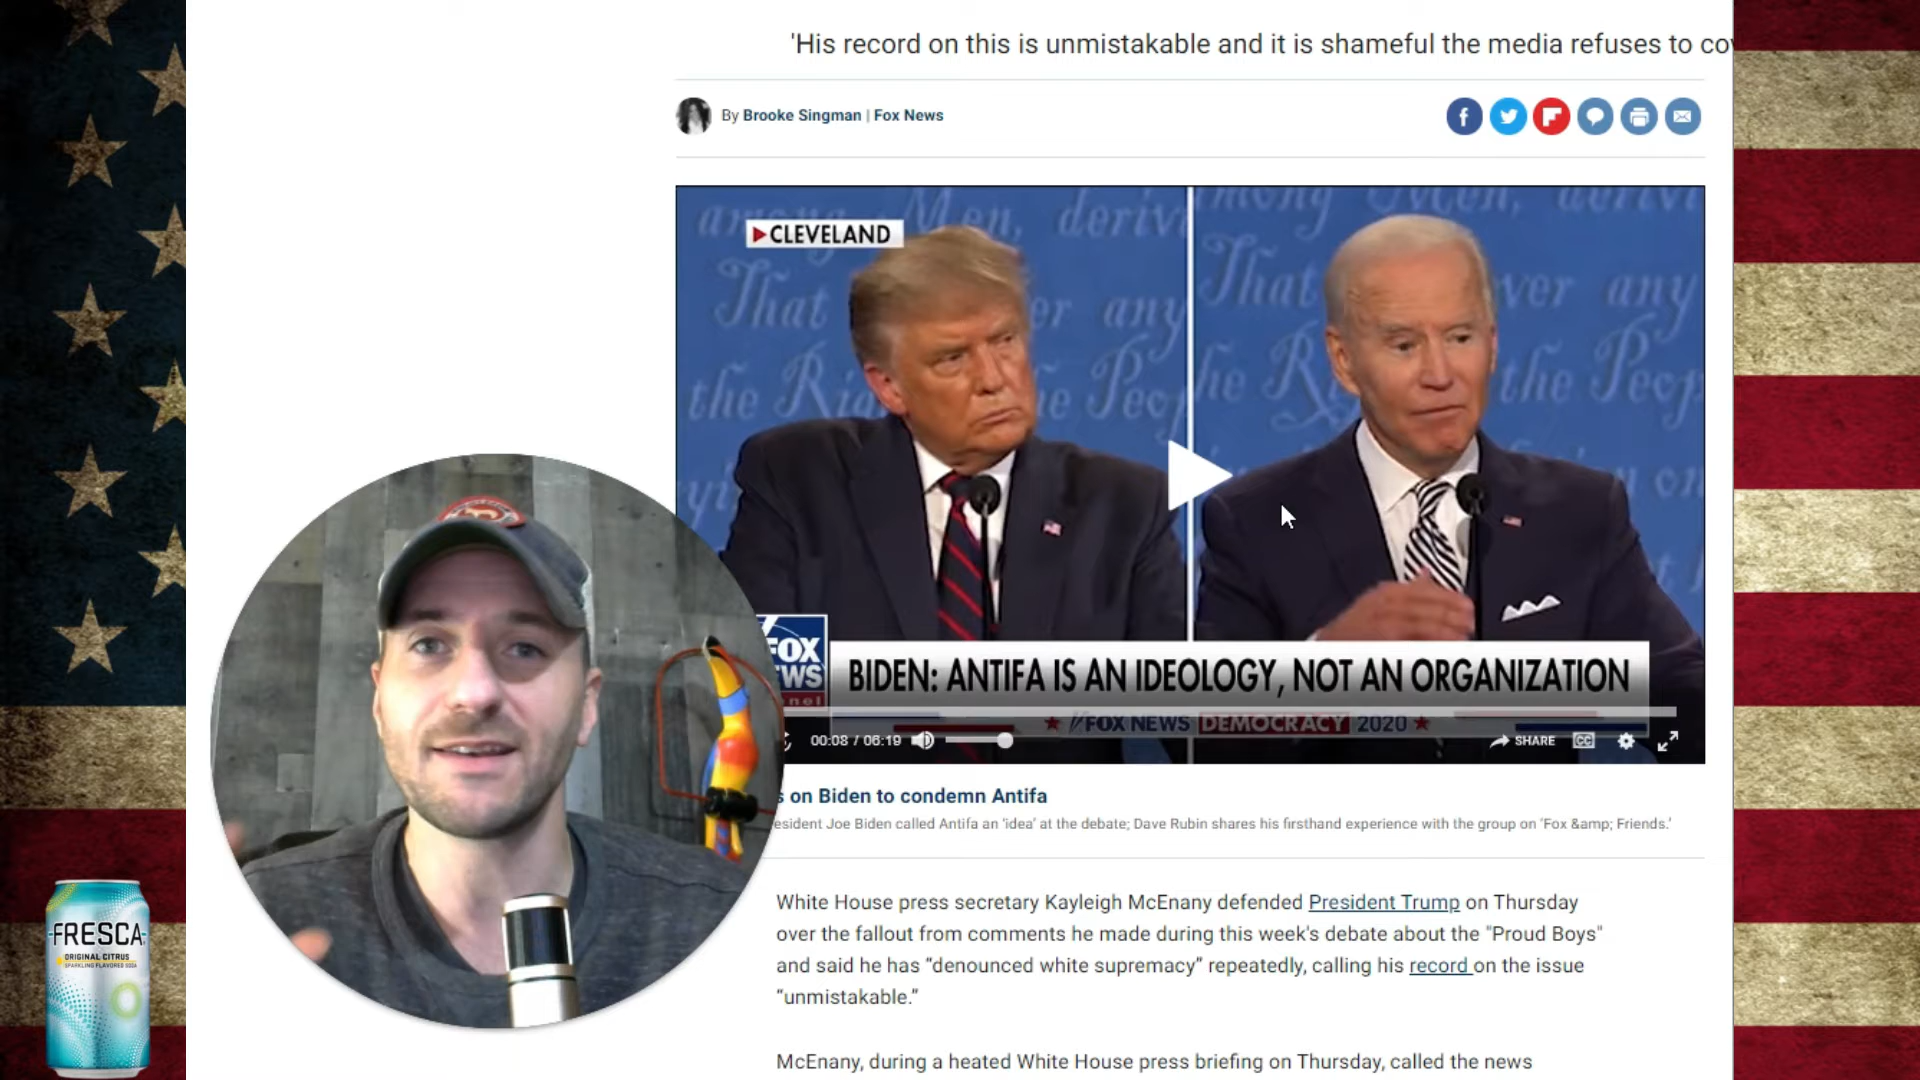 'His record on this is unmistakable and it is shameful the media refuses to
By Brooke Singman | Fox News
CLEVELAND
BIDEN: ANTIFA IS AN IDEOLOGY, NOT AN ORGANIZATION
FOX NEWS DEMOCRACY 2020
00:08 / 06:19
SHARE
CC
on Biden to condemn Antifa
Joe Biden called Antifa an 'idea' at the debate; Dave Rubin shares his firsthand experience with the group on 'Fox &amp; Friends.'
White House press secretary Kayleigh McEnany defended President Trump on Thursday
over the fallout from comments he made during this week's debate about the "Proud Boys"
and said he has “denounced white supremacy” repeatedly, calling his record on the issue
“unmistakable.”
McEnany, during a heated White House press briefing on Thursday, called the news
FRESCA
ORIGINAL CITRUS
SPARKLING FLAVORED SODA